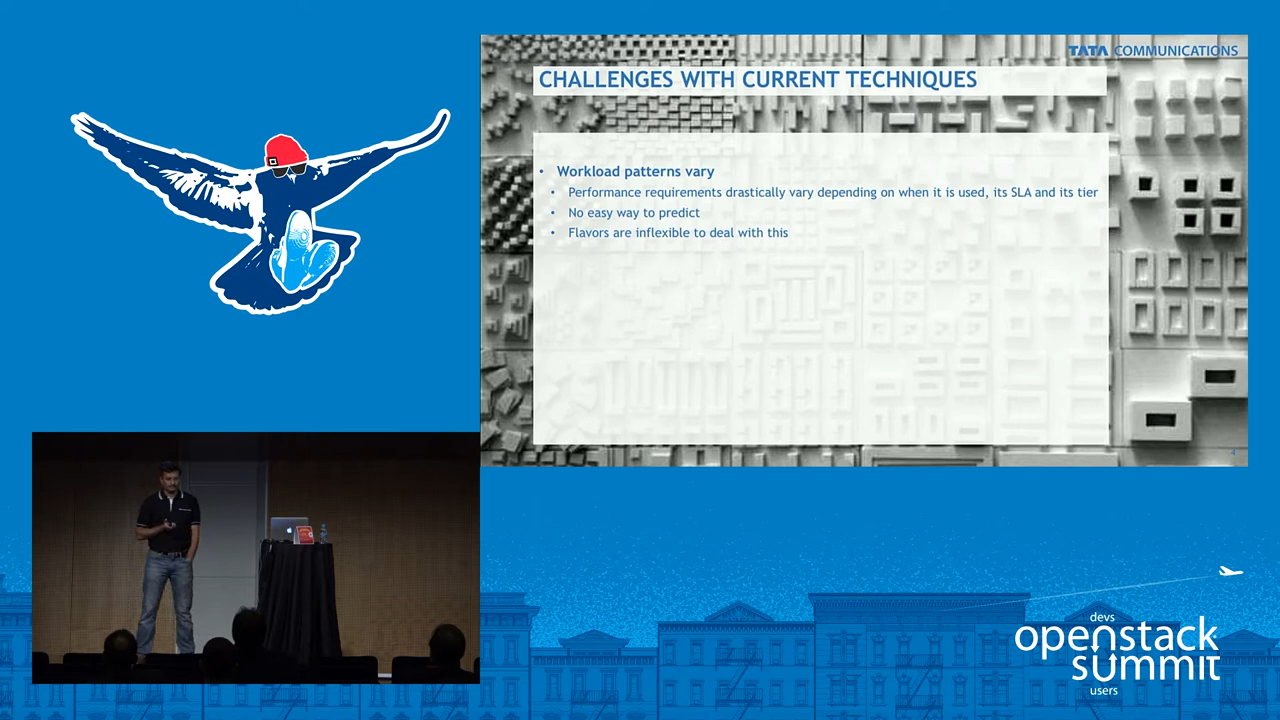 TATA COMMUNICATIONS
CHALLENGES WITH CURRENT TECHNIQUES
• Workload patterns vary
• Performance requirements drastically vary depending on when it is used, its SLA and its tier
• No easy way to predict
• Flavors are inflexible to deal with this
4
devs
openstack
summit
users